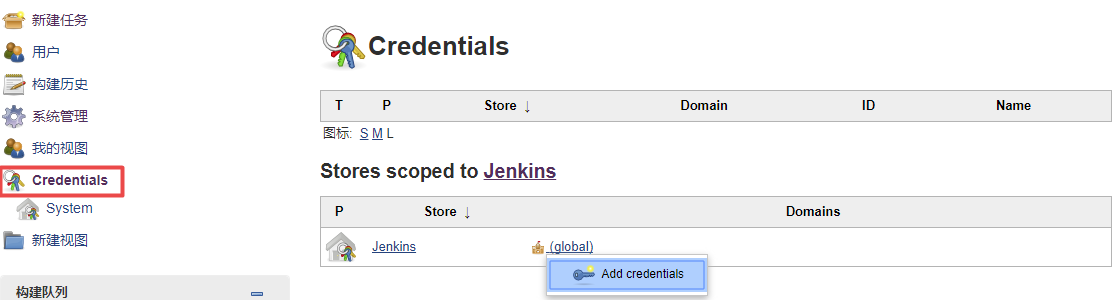 新建任务
用户
构建历史
系统管理
我的视图
Credentials
System
新建视图
构建队列
Credentials
T P Store ↓ Domain ID Name
图标: S M L
Stores scoped to Jenkins
P Store ↓ Domains
Jenkins (global)
Add credentials